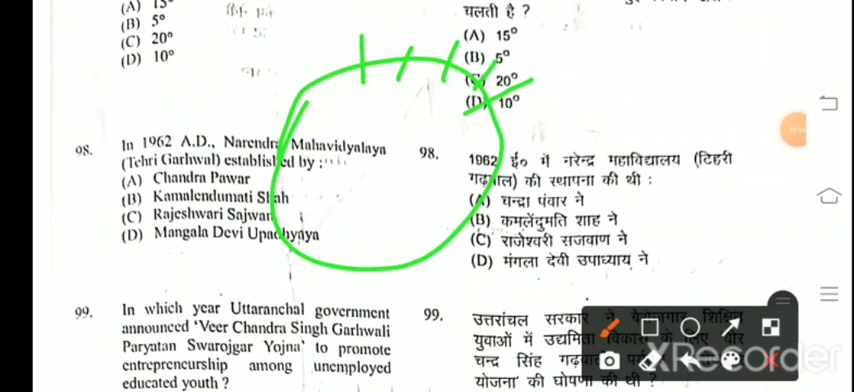 (A) 15°
(B) 5°
(C) 20°
(D) 10°
98. In 1962 A.D., Narendra Mahavidyalaya
(Tehri Garhwal) established by :
(A) Chandra Pawar
(B) Kamalendumati Shah
(C) Rajeshwari Sajwan
(D) Mangala Devi Upadhyaya
99. In which year Uttaranchal government
announced 'Veer Chandra Singh Garhwali
Paryatan Swarojgar Yojna' to promote
entrepreneurship among unemployed
educated youth ?
चलती है ?
(A) 15°
(B) 5°
(C) 20°
(D) 10°
98. 1962 ई० में नरेन्द्र महाविद्यालय (टिहरी
गढ़वाल) की स्थापना की थी :
(A) चन्द्रा पंवार ने
(B) कमलेंदुमति शाह ने
(C) राजेश्वरी सजवाण ने
(D) मंगला देवी उपाध्याय ने
99. उत्तरांचल सरकार ने बेरोजगार शिक्षित
युवाओं में उद्यमिता विकास के लिए वीर
चन्द्र सिंह
योजना' की घोषणा की थी ?
XRecorder